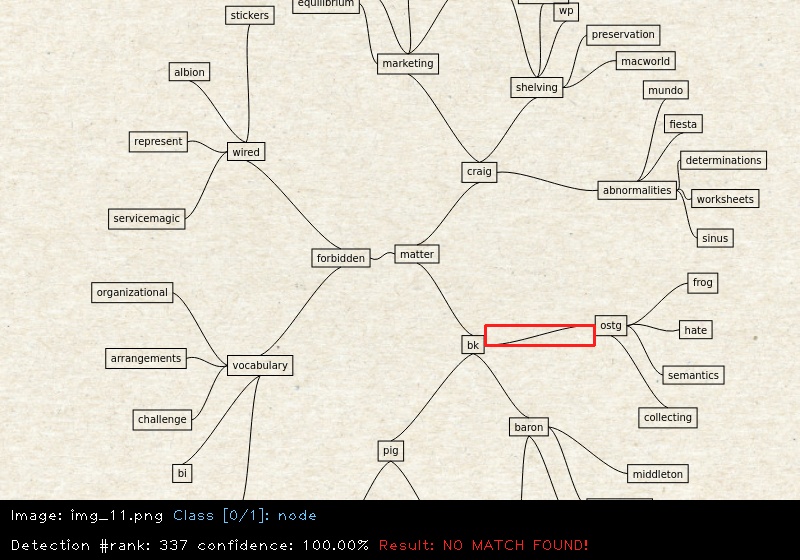 equilibrium
stickers
wp
preservation
marketing
macworld
albion
shelving
mundo
fiesta
represent
wired
determinations
craig
abnormalities
worksheets
servicemagic
sinus
forbidden
matter
organizational
frog
ostg
hate
bk
arrangements
vocabulary
semantics
challenge
collecting
baron
pig
bi
middleton
Image: img_11.png Class [0/1]: node
Detection #rank: 337 confidence: 100.00% Result: NO MATCH FOUND!